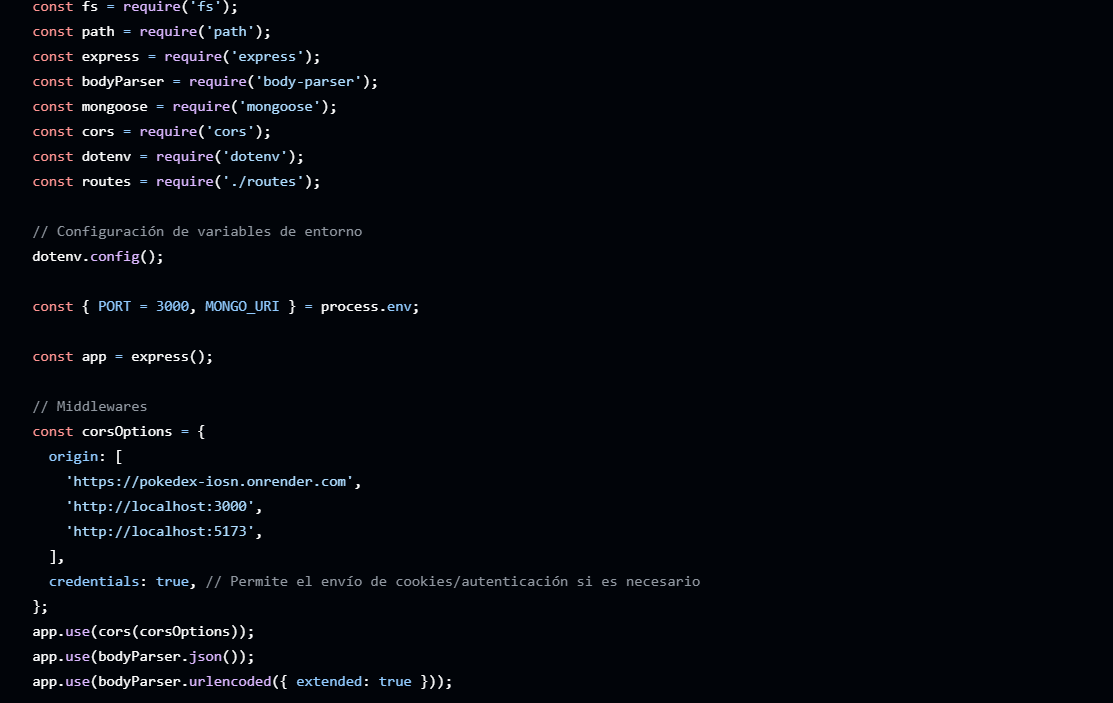 const fs = require('fs');
const path = require('path');
const express = require('express');
const bodyParser = require('body-parser');
const mongoose = require('mongoose');
const cors = require('cors');
const dotenv = require('dotenv');
const routes = require('./routes');
// Configuración de variables de entorno
dotenv.config();
const { PORT = 3000, MONGO_URI } = process.env;
const app = express();
// Middlewares
const corsOptions = {
  origin: [
    'https://pokedex-iosn.onrender.com',
    'http://localhost:3000',
    'http://localhost:5173',
  ],
  credentials: true, // Permite el envío de cookies/autenticación si es necesario
};
app.use(cors(corsOptions));
app.use(bodyParser.json());
app.use(bodyParser.urlencoded({ extended: true }));